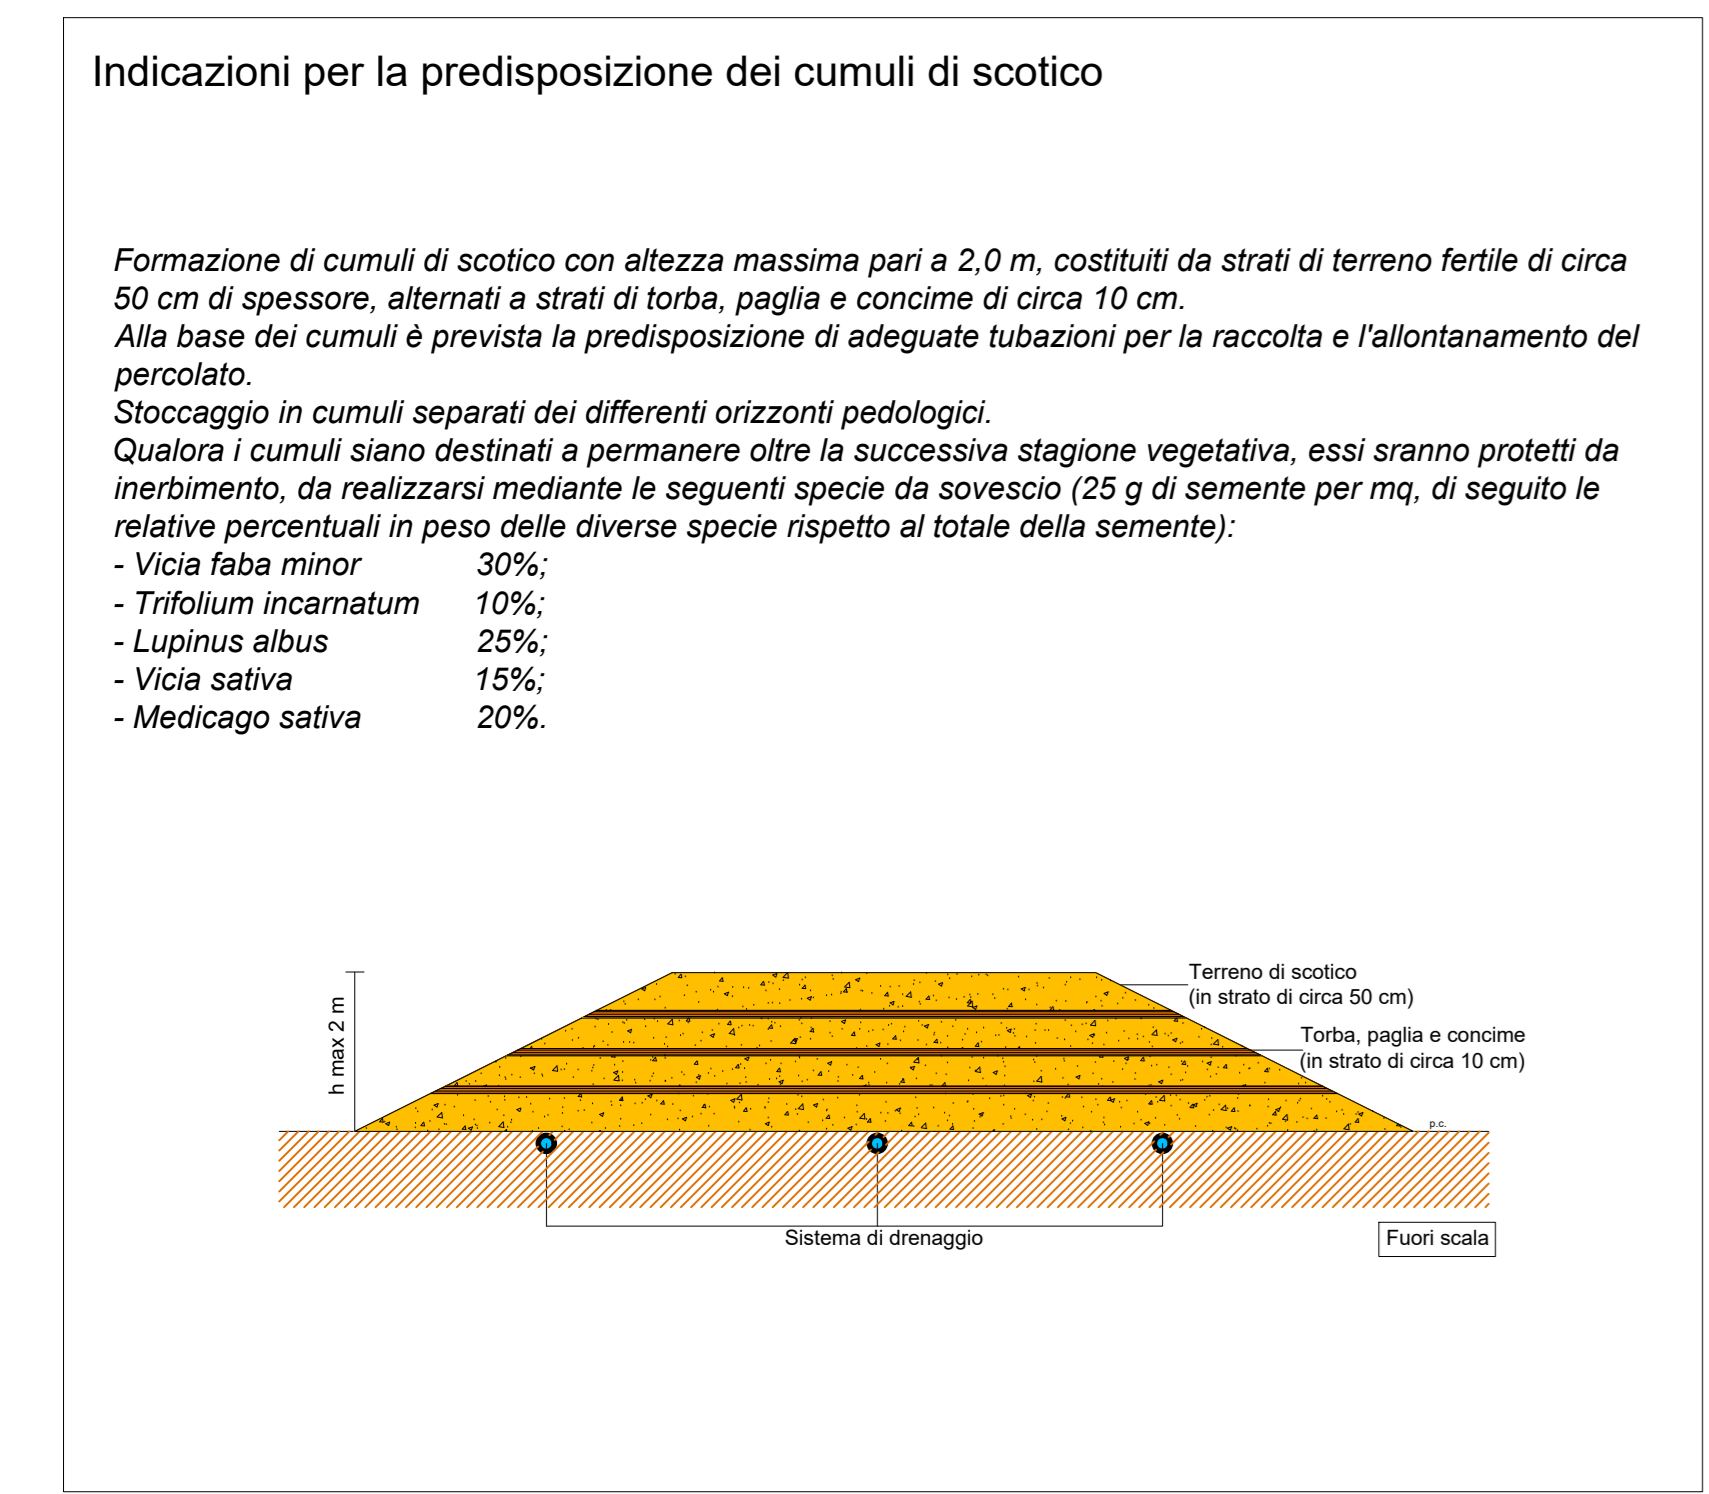 Indicazioni per la predisposizione dei cumuli di scotico
Formazione di cumuli di scotico con altezza massima pari a 2,0 m, costituiti da strati di terreno fertile di circa
50 cm di spessore, alternati a strati di torba, paglia e concime di circa 10 cm.
Alla base dei cumuli è prevista la predisposizione di adeguate tubazioni per la raccolta e l'allontanamento del
percolato.
Stoccaggio in cumuli separati dei differenti orizzonti pedologici.
Qualora i cumuli siano destinati a permanere oltre la successiva stagione vegetativa, essi sranno protetti da
inerbimento, da realizzarsi mediante le seguenti specie da sovescio (25 g di semente per mq, di seguito le
relative percentuali in peso delle diverse specie rispetto al totale della semente):
- Vicia faba minor 30%;
- Trifolium incarnatum 10%;
- Lupinus albus 25%;
- Vicia sativa 15%;
- Medicago sativa 20%.
h max 2 m
Terreno di scotico
(in strato di circa 50 cm)
Torba, paglia e concime
(in strato di circa 10 cm)
p.c.
Sistema di drenaggio
Fuori scala